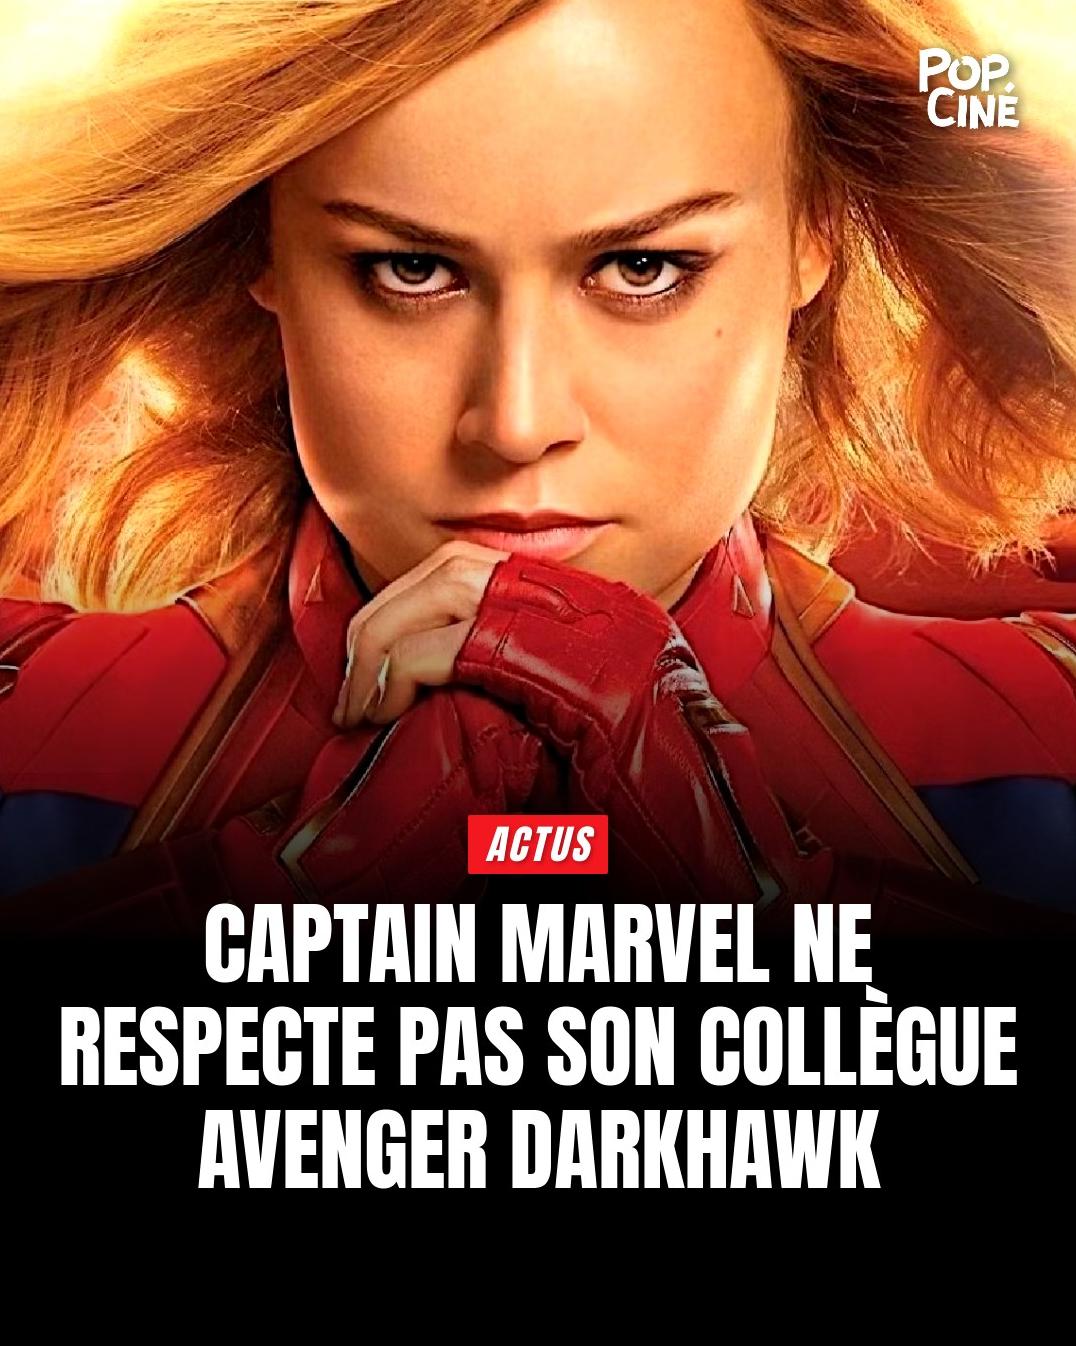 POP.
CINÉ
ACTUS
CAPTAIN MARVEL NE
RESPECTE PAS SON COLLÈGUE
AVENGER DARKHAWK